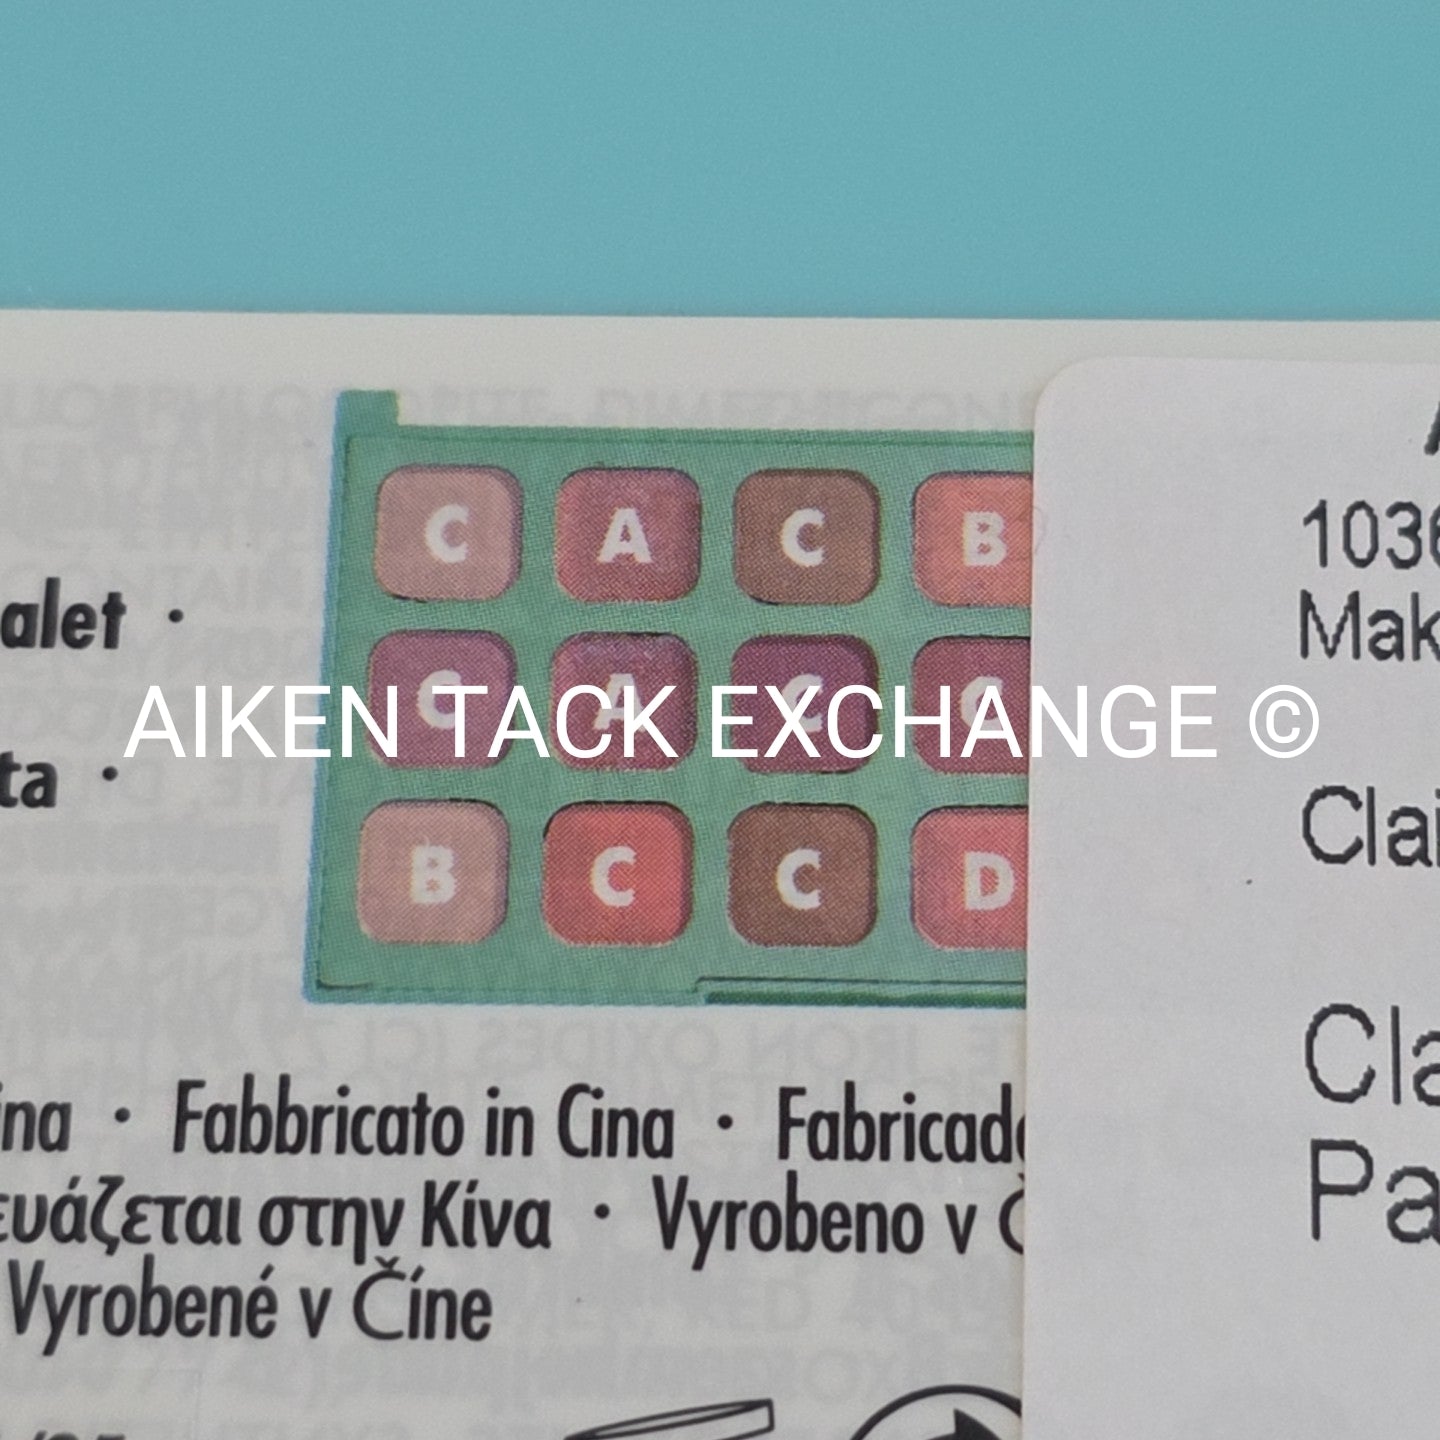 alet ·
ta ·
C A C B
C A C C
B C C D
AIKEN TACK EXCHANGE ©
ina · Fabbricato in Cina · Fabricado
ευάζεται στην Κίνα · Vyrobeno v Č
Vyrobené v Číne
1036
Mak
Clai
Cla
Pa